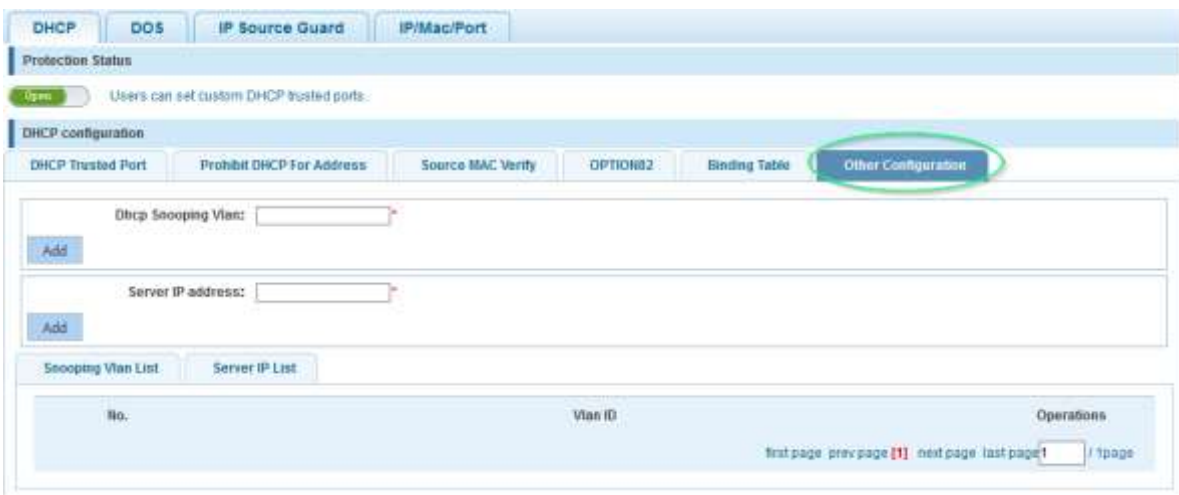 DHCP DOS IP Source Guard IP/Mac/Port
Protection Status
Open Users can set custom DHCP trusted ports.
DHCP configuration
DHCP Trusted Port Prohibit DHCP For Address Source MAC Verify OPTION82 Binding Table Other Configuration
Dhcp Snooping Vlan: *
Add
Server IP address: *
Add
Snooping Vlan List Server IP List
No. Vlan ID Operations
first page prev page [1] next page last page 1 / 1page